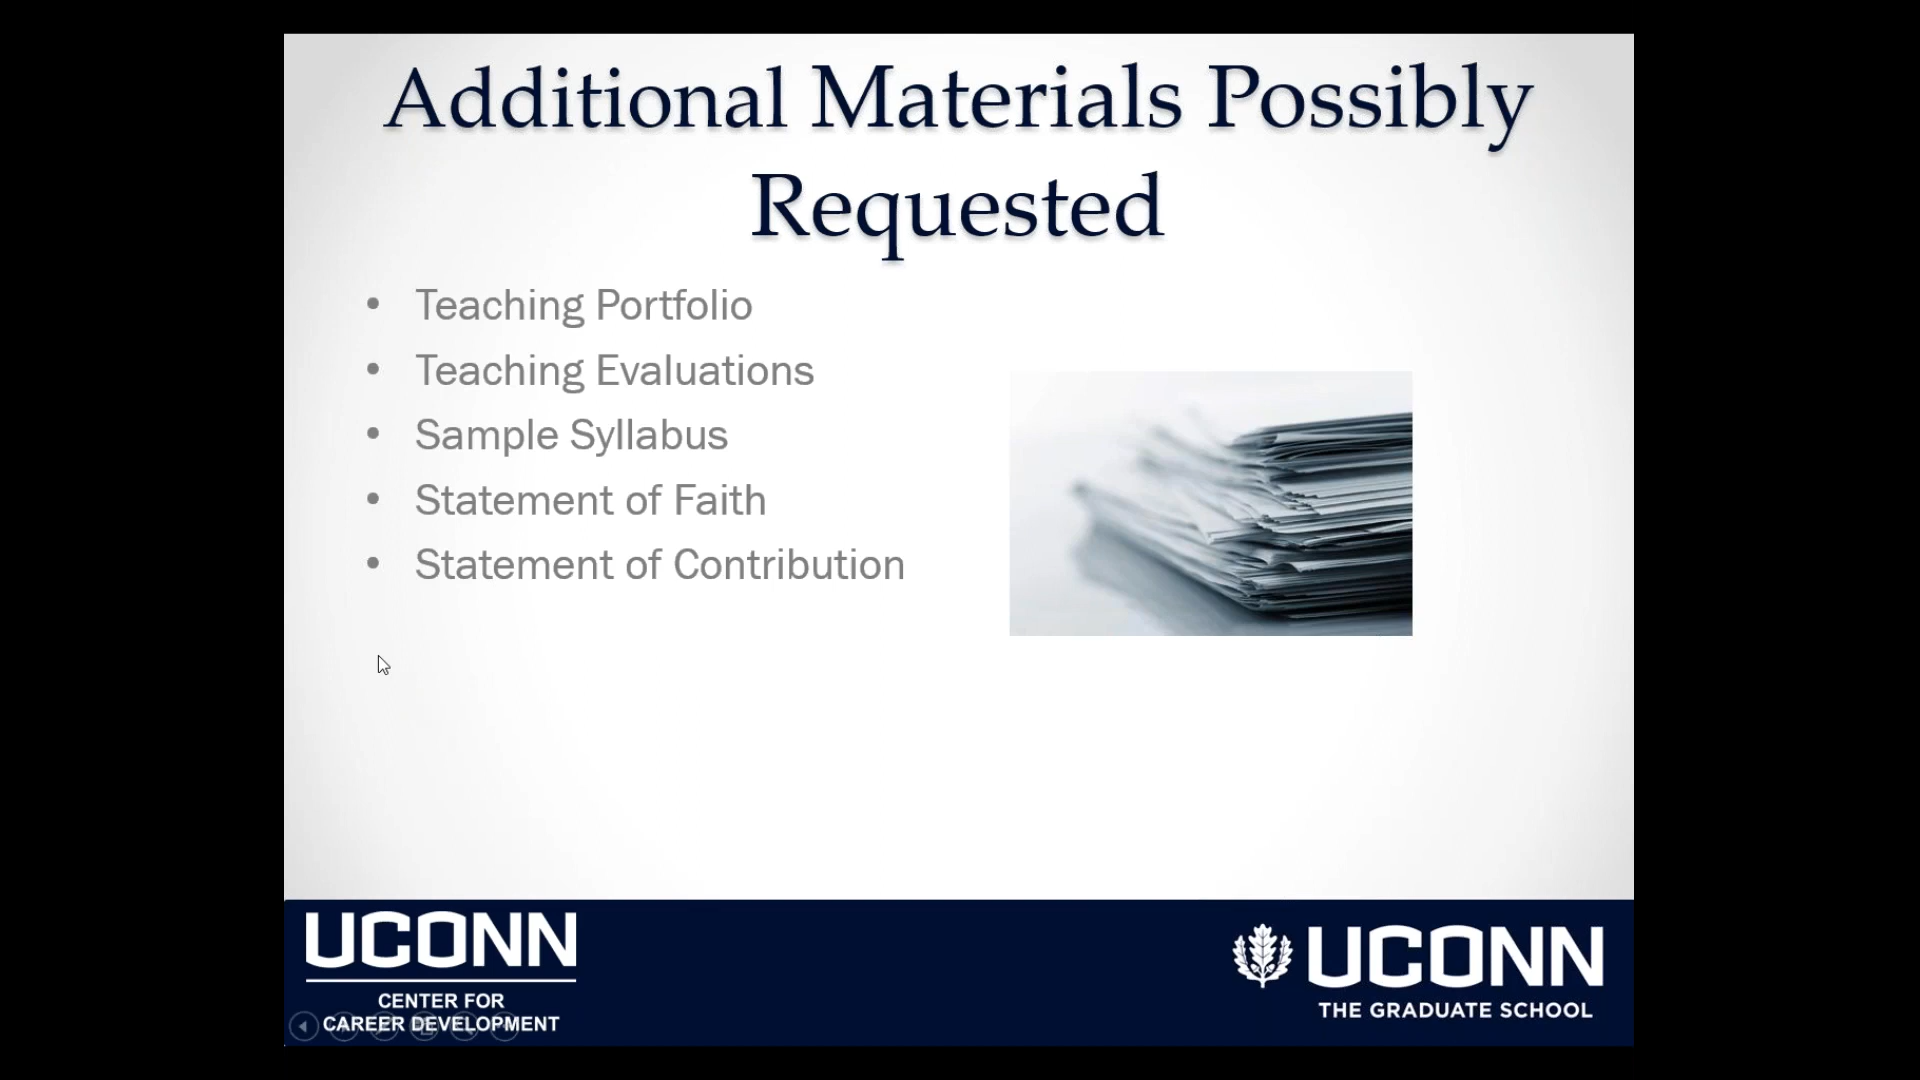 Additional Materials Possibly
Requested
• Teaching Portfolio
• Teaching Evaluations
• Sample Syllabus
• Statement of Faith
• Statement of Contribution
UCONN
CENTER FOR
CAREER DEVELOPMENT
UCONN
THE GRADUATE SCHOOL